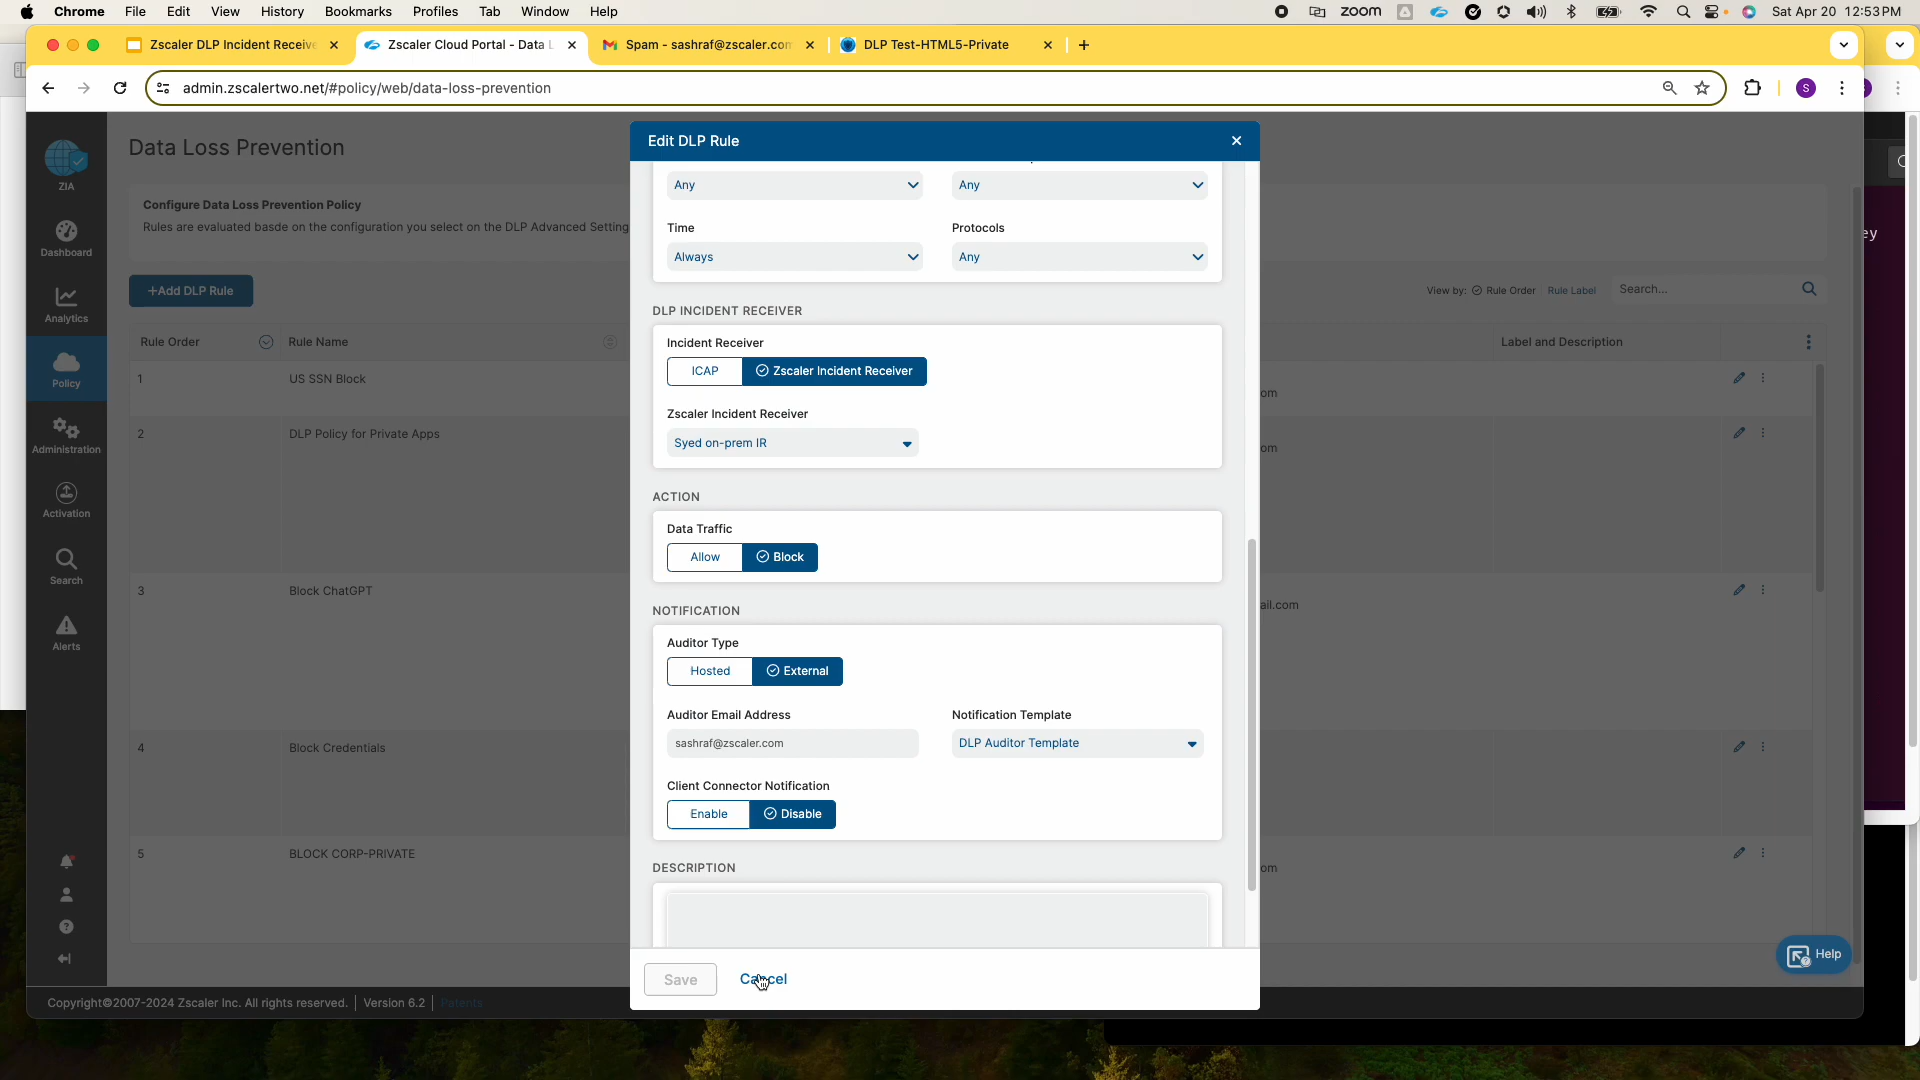 Chrome File Edit View History Bookmarks Profiles Tab Window Help zoom Sat Apr 20 12:53 PM
Zscaler DLP Incident Receive Zscaler Cloud Portal - Data L Spam - sashraf@zscaler.com DLP Test-HTML5-Private
admin.zscalertwo.net/#policy/web/data-loss-prevention S
ZIA
Dashboard
Analytics
Policy
Administration
Activation
Search
Alerts
Data Loss Prevention
Configure Data Loss Prevention Policy
Rules are evaluated basde on the configuration you select on the DLP Advanced Setting
+Add DLP Rule
View by: Rule Order Rule Label Search...
Rule Order Rule Name Label and Description
1 US SSN Block om
2 DLP Policy for Private Apps om
3 Block ChatGPT ail.com
4 Block Credentials
5 BLOCK CORP-PRIVATE om
Edit DLP Rule
Any Any
Time Protocols
Always Any
DLP INCIDENT RECEIVER
Incident Receiver
ICAP Zscaler Incident Receiver
Zscaler Incident Receiver
Syed on-prem IR
ACTION
Data Traffic
Allow Block
NOTIFICATION
Auditor Type
Hosted External
Auditor Email Address Notification Template
sashraf@zscaler.com DLP Auditor Template
Client Connector Notification
Enable Disable
DESCRIPTION
Save Cancel
Help
ey
Copyright©2007-2024 Zscaler Inc. All rights reserved. Version 6.2 Patents